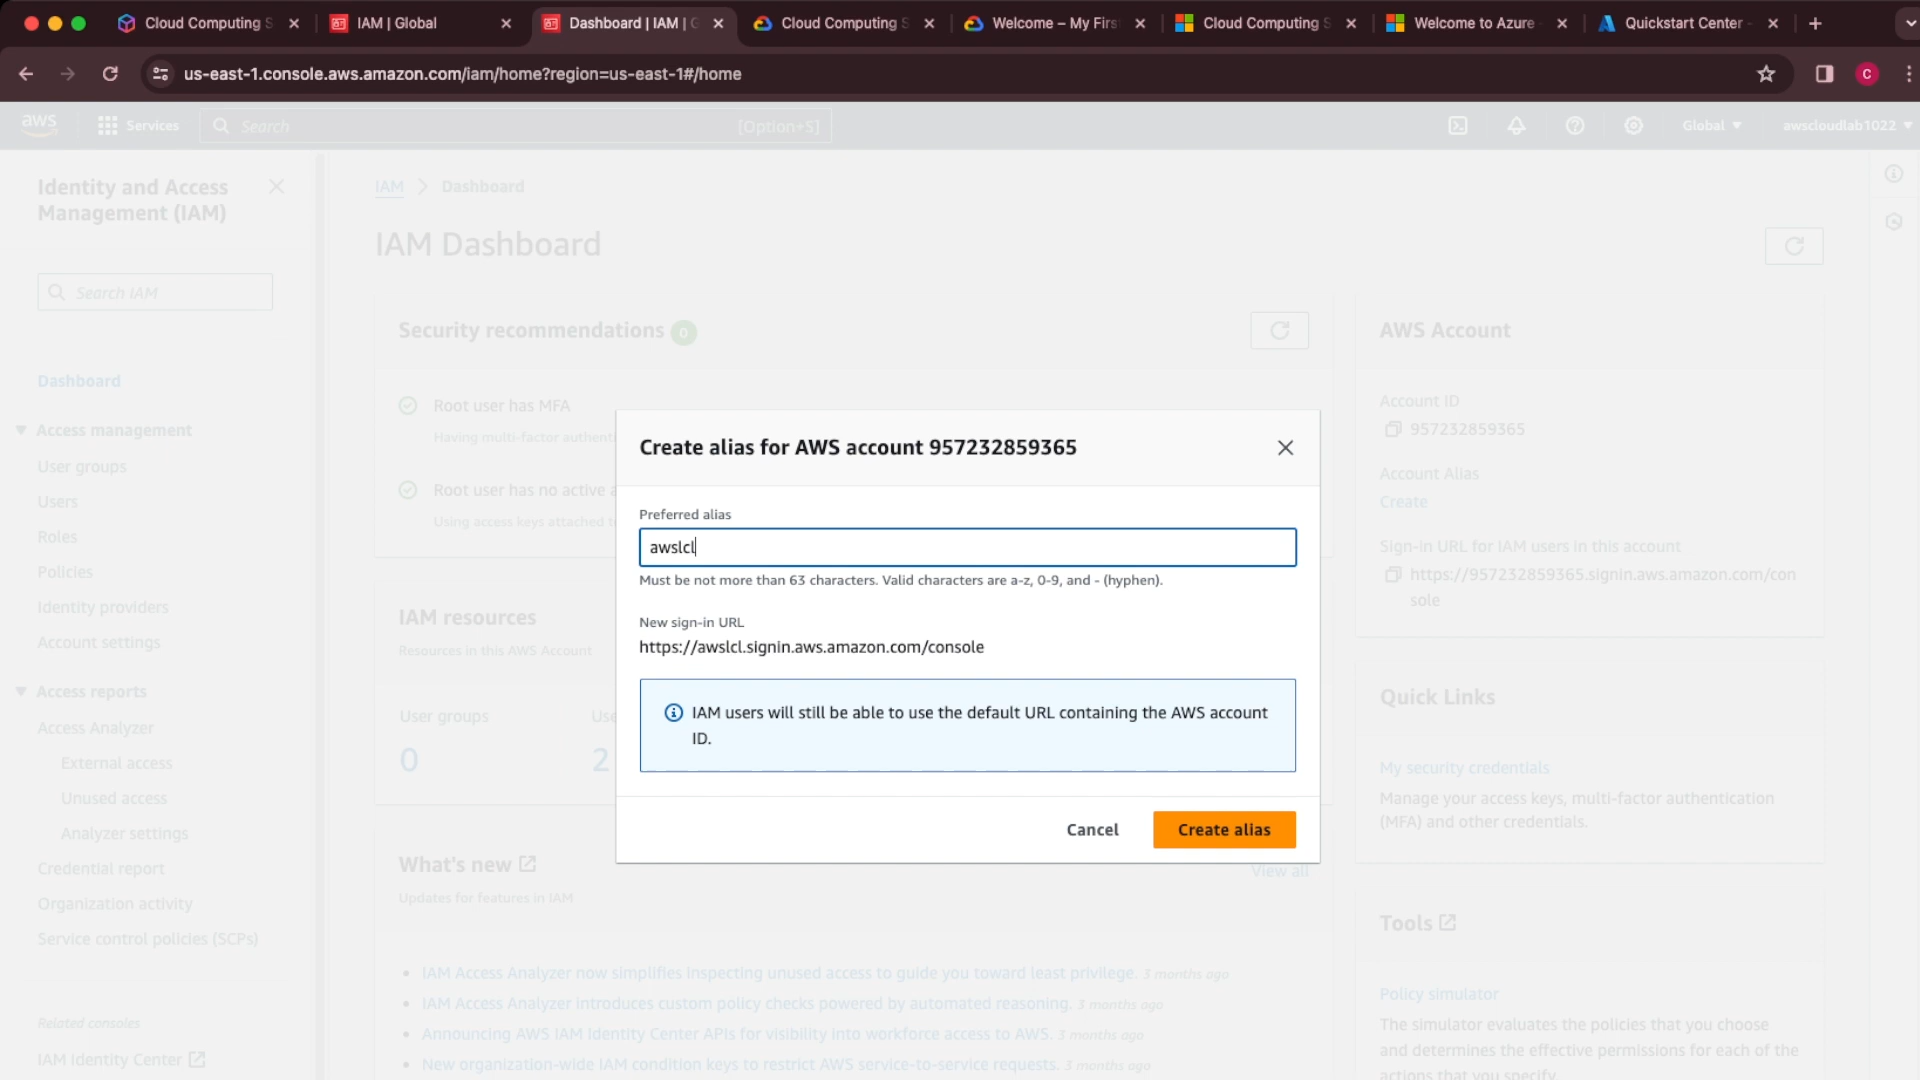 Cloud Computing S
IAM | Global
Dashboard | IAM | G
Cloud Computing S
Welcome – My Firs
Cloud Computing S
Welcome to Azure
Quickstart Center -
us-east-1.console.aws.amazon.com/iam/home?region=us-east-1#/home
C
aws
Services
Search
[Option+S]
Global
awscloudlab1022
Identity and Access
Management (IAM)
Search IAM
Dashboard
Access management
User groups
Users
Roles
Policies
Identity providers
Account settings
Access reports
Access Analyzer
External access
Unused access
Analyzer settings
Credential report
Organization activity
Service control policies (SCPs)
Related consoles
IAM Identity Center
IAM
Dashboard
IAM Dashboard
Security recommendations 0
Root user has MFA
Having multi-factor authenti
Root user has no active a
Using access keys attached t
IAM resources
Resources in this AWS Account
User groups
Use
0
2
What's new
View all
Updates for features in IAM
IAM Access Analyzer now simplifies inspecting unused access to guide you toward least privilege. 3 months ago
IAM Access Analyzer introduces custom policy checks powered by automated reasoning. 3 months ago
Announcing AWS IAM Identity Center APIs for visibility into workforce access to AWS. 3 months ago
New organization-wide IAM condition keys to restrict AWS service-to-service requests. 3 months ago
Create alias for AWS account 957232859365
Preferred alias
awslcl
Must be not more than 63 characters. Valid characters are a-z, 0-9, and - (hyphen).
New sign-in URL
https://awslcl.signin.aws.amazon.com/console
IAM users will still be able to use the default URL containing the AWS account
ID.
Cancel
Create alias
AWS Account
Account ID
957232859365
Account Alias
Create
Sign-in URL for IAM users in this account
https://957232859365.signin.aws.amazon.com/con
sole
Quick Links
My security credentials
Manage your access keys, multi-factor authentication
(MFA) and other credentials.
Tools
Policy simulator
The simulator evaluates the policies that you choose
and determines the effective permissions for each of the
actions that you specify.